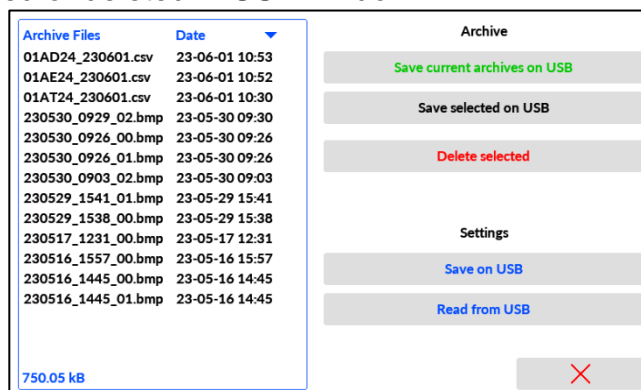 Archive Files Date
01AD24_230601.csv 23-06-01 10:53
01AE24_230601.csv 23-06-01 10:52
01AT24_230601.csv 23-06-01 10:30
230530_0929_02.bmp 23-05-30 09:30
230530_0926_00.bmp 23-05-30 09:26
230530_0926_01.bmp 23-05-30 09:26
230530_0903_02.bmp 23-05-30 09:03
230529_1541_01.bmp 23-05-29 15:41
230529_1538_00.bmp 23-05-29 15:38
230517_1231_00.bmp 23-05-17 12:31
230516_1557_00.bmp 23-05-16 15:57
230516_1445_00.bmp 23-05-16 14:45
230516_1445_01.bmp 23-05-16 14:45
750.05 kB
Archive
Save current archives on USB
Save selected on USB
Delete selected
Settings
Save on USB
Read from USB